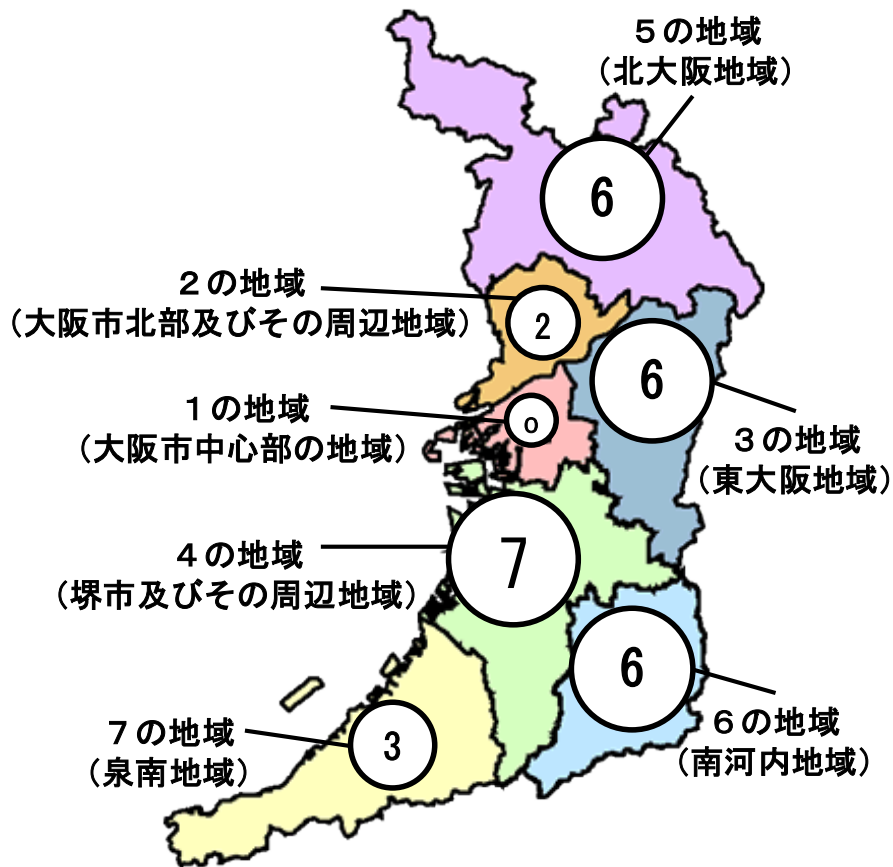 ５の地域
（北大阪地域）
6
２の地域
（大阪市北部及びその周辺地域）
2
6
１の地域
（大阪市中心部の地域）
0
３の地域
（東大阪地域）
４の地域
（堺市及びその周辺地域）
7
6
６の地域
（南河内地域）
７の地域
（泉南地域）
3